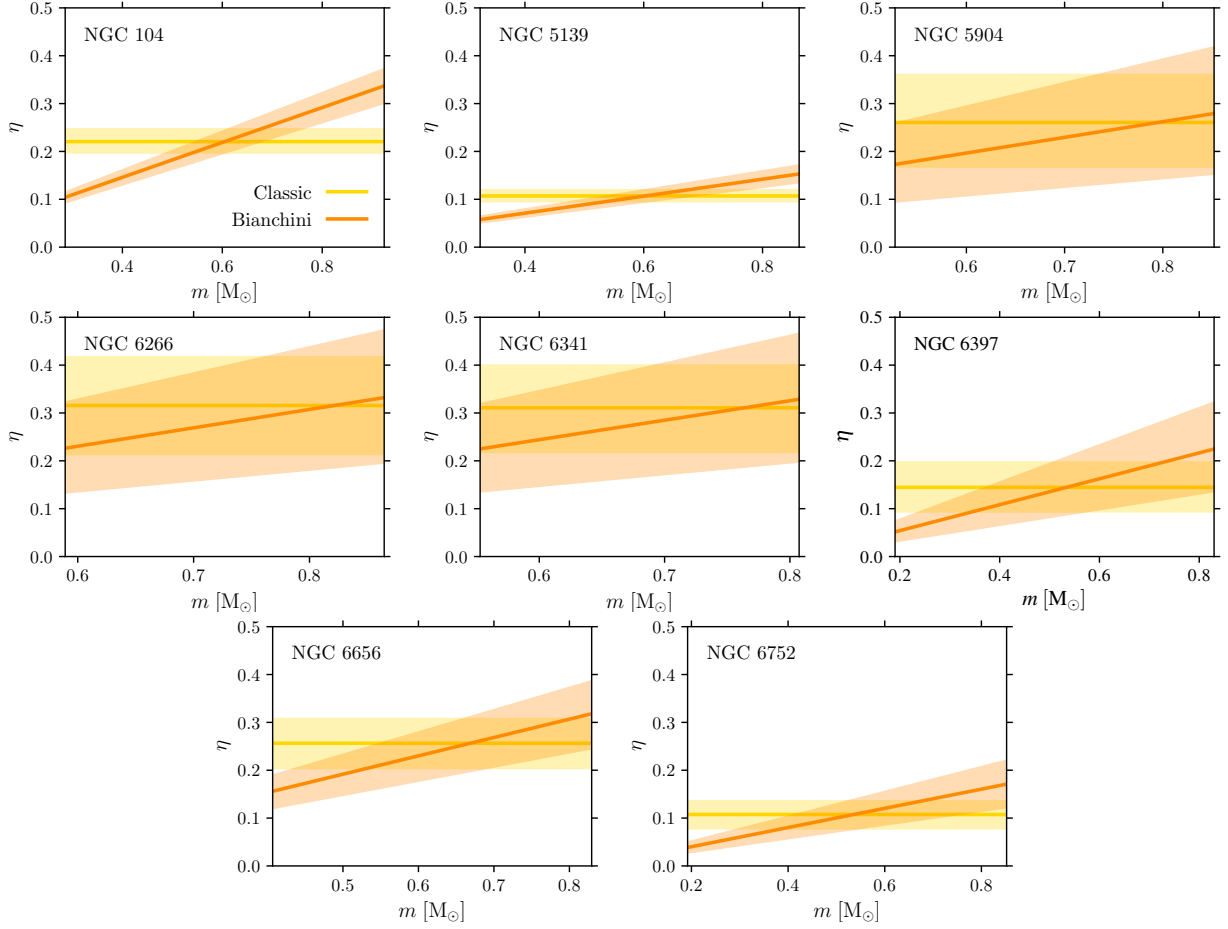 0.5
0.4
0.3
0.2
0.1
0.0
η
NGC 104
Classic
Bianchini
0.4 0.6 0.8
m [M⊙]
0.5
0.4
0.3
0.2
0.1
0.0
η
NGC 5139
0.4 0.6 0.8
m [M⊙]
0.5
0.4
0.3
0.2
0.1
0.0
η
NGC 5904
0.6 0.7 0.8
m [M⊙]
0.5
0.4
0.3
0.2
0.1
0.0
η
NGC 6266
0.6 0.7 0.8
m [M⊙]
0.5
0.4
0.3
0.2
0.1
0.0
η
NGC 6341
0.6 0.7 0.8
m [M⊙]
0.5
0.4
0.3
0.2
0.1
0.0
η
NGC 6397
0.2 0.4 0.6 0.8
m [M⊙]
0.5
0.4
0.3
0.2
0.1
0.0
η
NGC 6656
0.5 0.6 0.7 0.8
m [M⊙]
0.5
0.4
0.3
0.2
0.1
0.0
η
NGC 6752
0.2 0.4 0.6 0.8
m [M⊙]